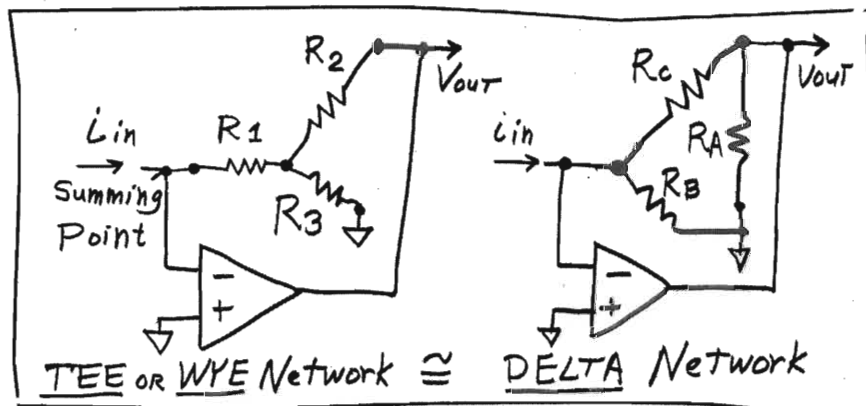 R2
Vout
iin
R1
Summing
Point
R3
−
+
Rc
Vout
iin
RA
RB
−
+
TEE OR WYE Network ≅ DELTA Network